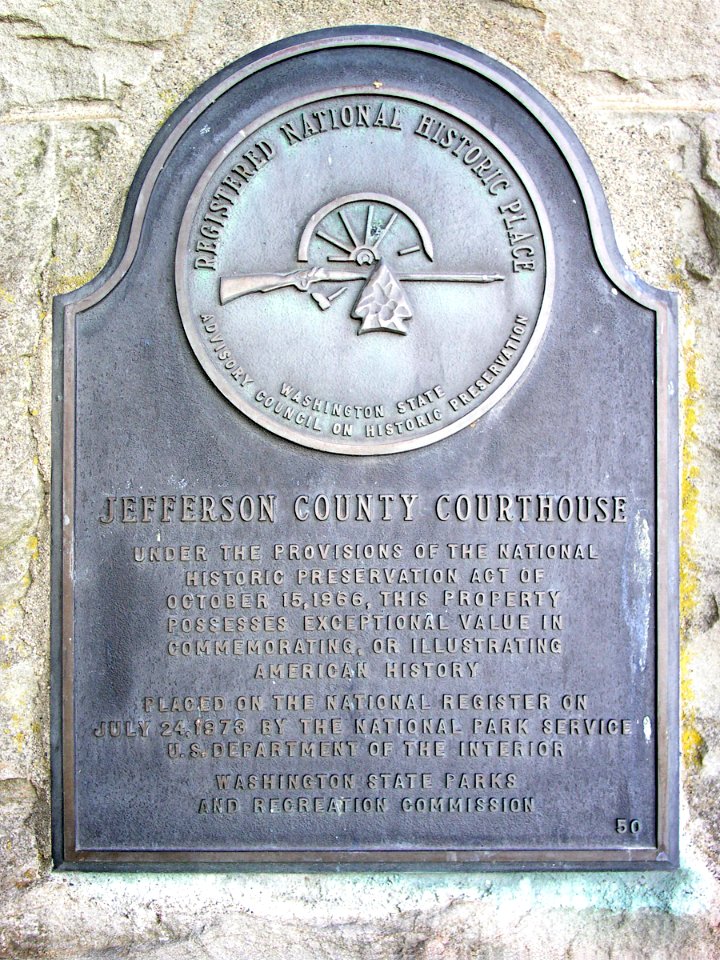 REGISTERED NATIONAL HISTORIC PLACE
WASHINGTON STATE
ADVISORY COUNCIL ON HISTORIC PRESERVATION
JEFFERSON COUNTY COURTHOUSE
UNDER THE PROVISIONS OF THE NATIONAL
HISTORIC PRESERVATION ACT OF
OCTOBER 15,1966, THIS PROPERTY
POSSESSES EXCEPTIONAL VALUE IN
COMMEMORATING, OR ILLUSTRATING
AMERICAN HISTORY
PLACED ON THE NATIONAL REGISTER ON
JULY 24,1973 BY THE NATIONAL PARK SERVICE
U.S. DEPARTMENT OF THE INTERIOR
WASHINGTON STATE PARKS
AND RECREATION COMMISSION
50